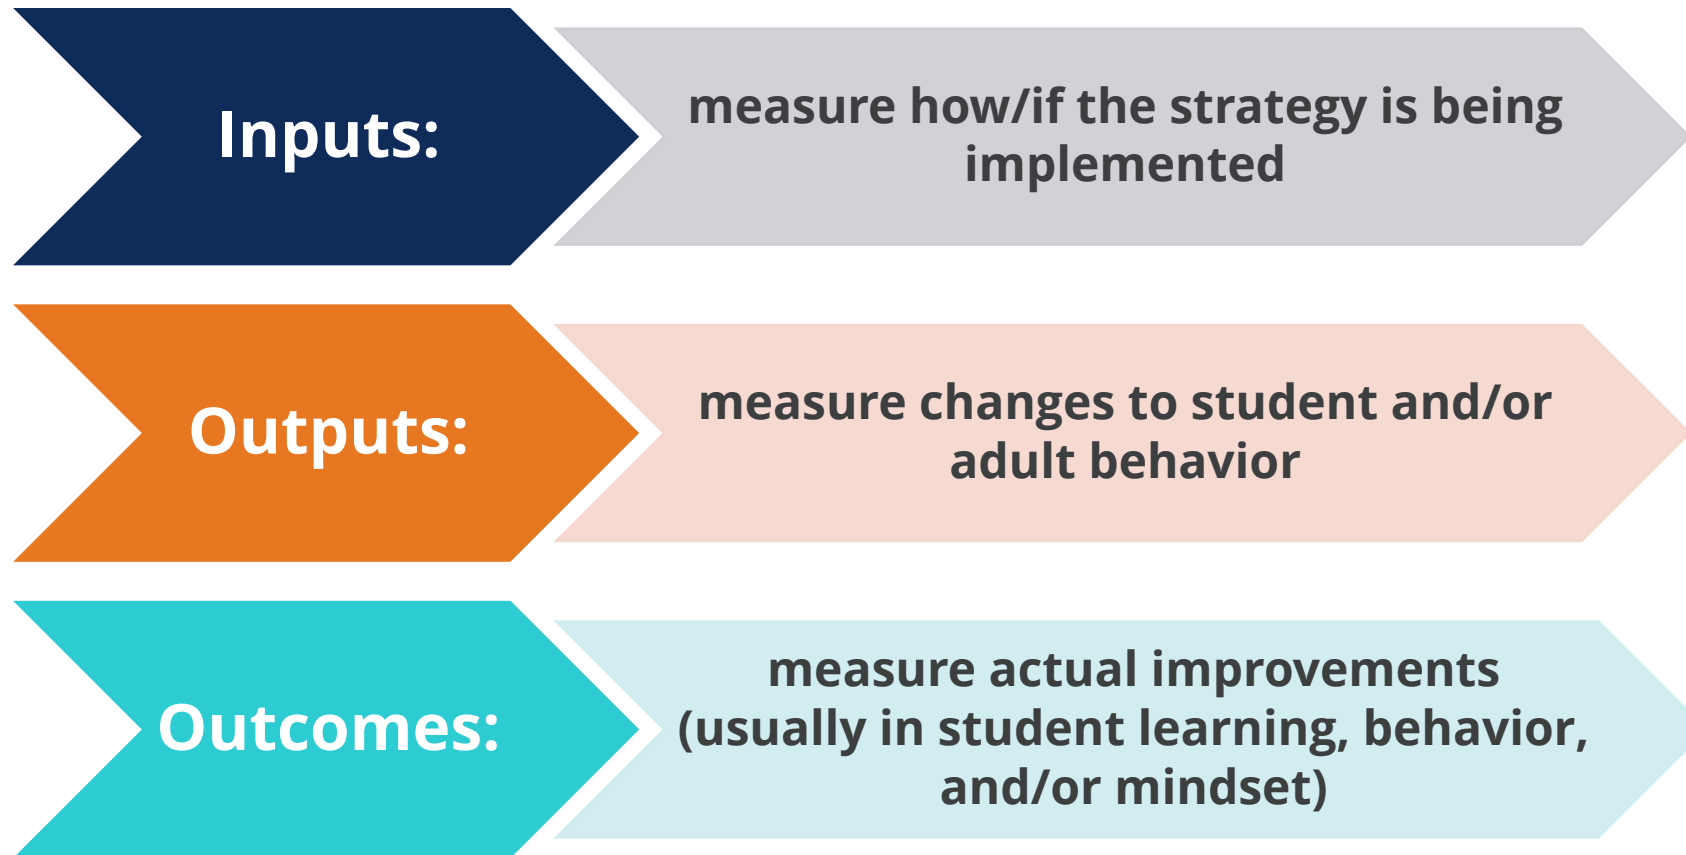 Inputs:
measure how/if the strategy is being
implemented
Outputs:
measure changes to student and/or
adult behavior
Outcomes:
measure actual improvements
(usually in student learning, behavior,
and/or mindset)